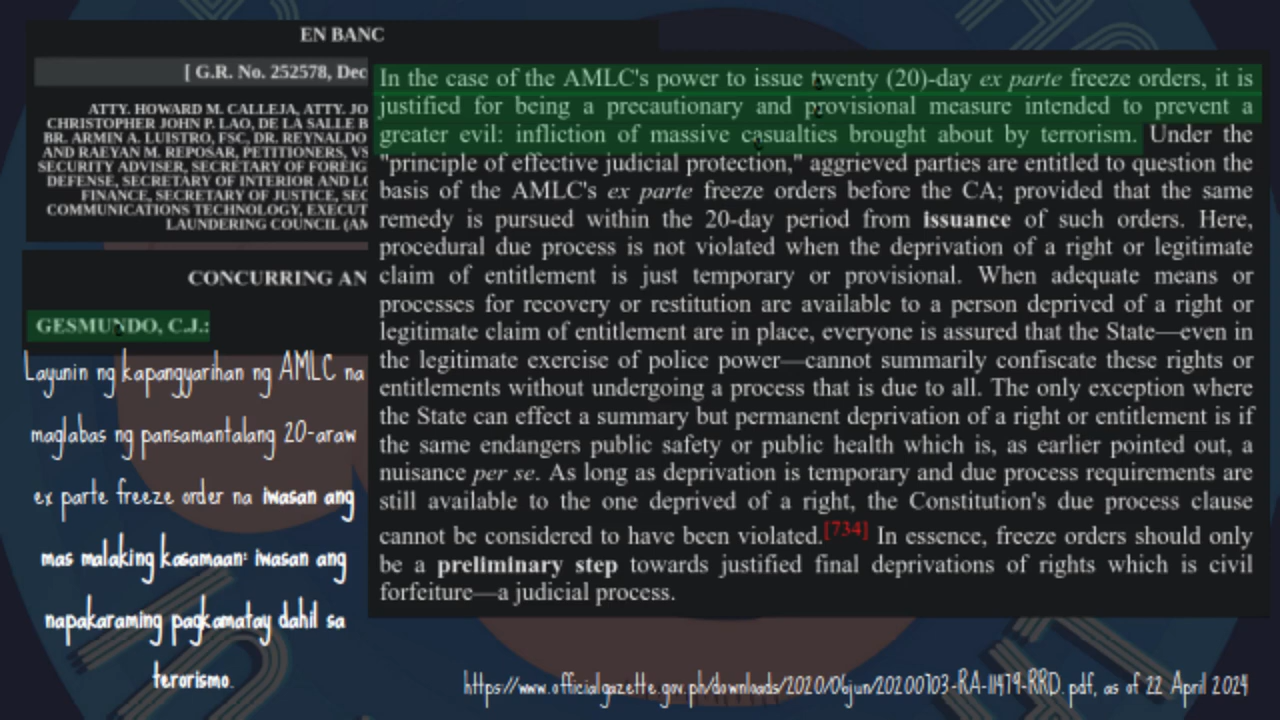 EN BANC
[ G.R. No. 252578, Dec
ATTY. HOWARD M. CALLEJA, ATTY. JO
CHRISTOPHER JOHN P. LAO, DE LA SALLE B
BR. ARMIN A. LUISTRO, FSC, DR. REYNALDO
AND RAEYAN M. REPOSAR, PETITIONERS, VS
SECURITY ADVISER, SECRETARY OF FOREIG
DEFENSE, SECRETARY OF INTERIOR AND LO
FINANCE, SECRETARY OF JUSTICE, SEC
COMMUNICATIONS TECHNOLOGY, EXECUT
LAUNDERING COUNCIL (AM
CONCURRING AN
GESMUNDO, C.J.:
Layunin ng kapangyarihan ng AMLC na
maglabas ng pansamantalang 20-araw
ex parte freeze order na iwasan ang
mas malaking kasamaan: iwasan ang
napakaraming pagkamatay dahil sa
terorismo.
In the case of the AMLC's power to issue twenty (20)-day ex parte freeze orders, it is
justified for being a precautionary and provisional measure intended to prevent a
greater evil: infliction of massive casualties brought about by terrorism. Under the
"principle of effective judicial protection," aggrieved parties are entitled to question the
basis of the AMLC's ex parte freeze orders before the CA; provided that the same
remedy is pursued within the 20-day period from issuance of such orders. Here,
procedural due process is not violated when the deprivation of a right or legitimate
claim of entitlement is just temporary or provisional. When adequate means or
processes for recovery or restitution are available to a person deprived of a right or
legitimate claim of entitlement are in place, everyone is assured that the State—even in
the legitimate exercise of police power—cannot summarily confiscate these rights or
entitlements without undergoing a process that is due to all. The only exception where
the State can effect a summary but permanent deprivation of a right or entitlement is if
the same endangers public safety or public health which is, as earlier pointed out, a
nuisance per se. As long as deprivation is temporary and due process requirements are
still available to the one deprived of a right, the Constitution's due process clause
cannot be considered to have been violated.[734] In essence, freeze orders should only
be a preliminary step towards justified final deprivations of rights which is civil
forfeiture—a judicial process.
https://www.officialgazette.gov.ph/downloads/2020/06jun/20200703-RA-11479-RRD.pdf, as of 22 April 2024